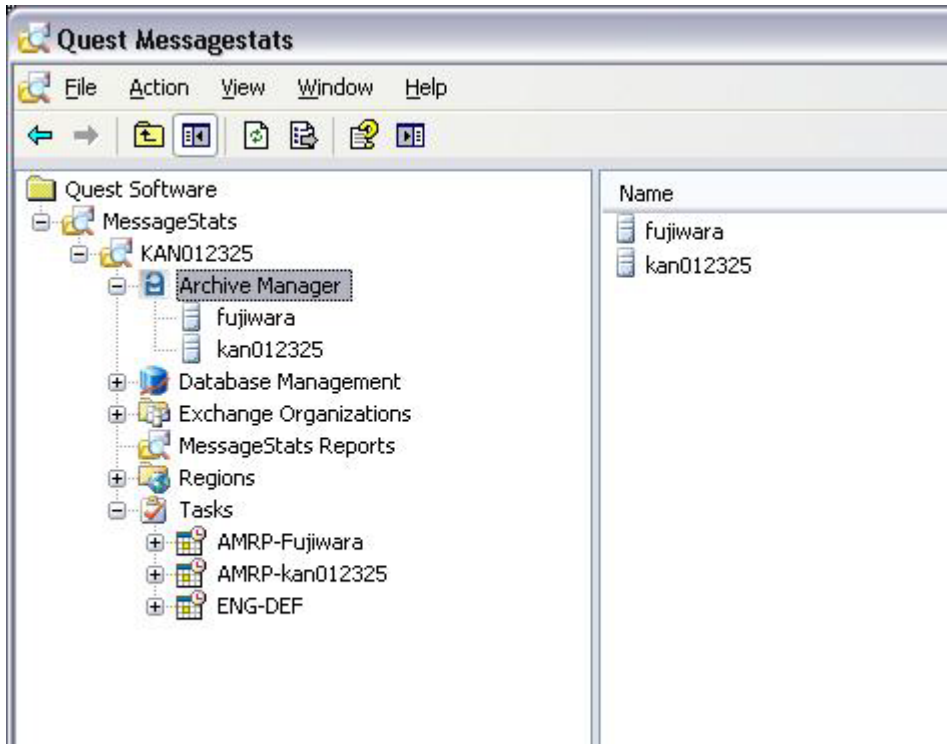 Quest Messagestats
File Action View Window Help
Quest Software
MessageStats
KAN012325
Archive Manager
fujiwara
kan012325
Database Management
Exchange Organizations
MessageStats Reports
Regions
Tasks
AMRP-Fujiwara
AMRP-kan012325
ENG-DEF
Name
fujiwara
kan012325